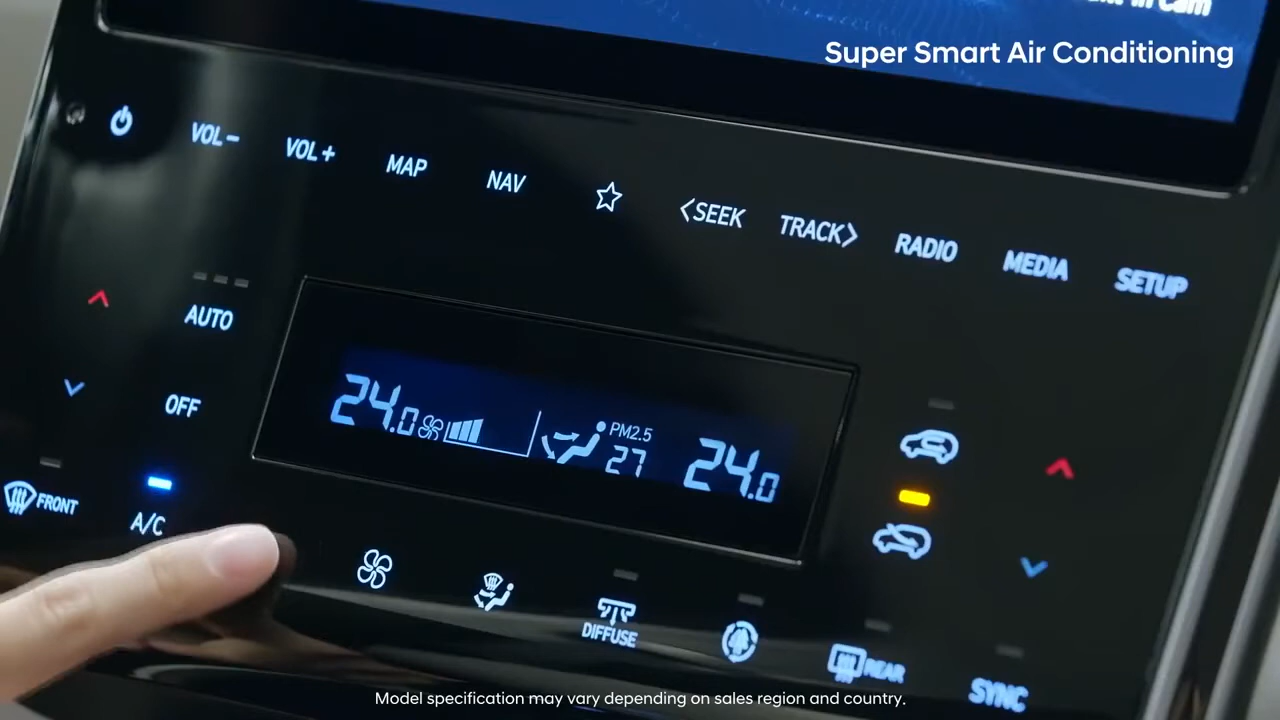 Cam
Super Smart Air Conditioning
VOL−
VOL+
MAP
NAV
<SEEK
TRACK>
RADIO
MEDIA
SETUP
AUTO
OFF
24.0
PM2.5
27
24.0
FRONT
A/C
DIFFUSE
REAR
SYNC
Model specification may vary depending on sales region and country.